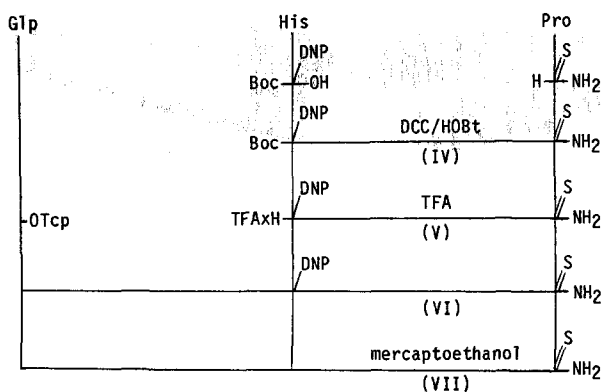 Glp His Pro
DNP S
Boc OH H NH2
DNP S
Boc DCC/HOBt NH2
(IV)
DNP S
OTcp TFAxH TFA NH2
(V)
DNP S
NH2
(VI)
S
mercaptoethanol NH2
(VII)